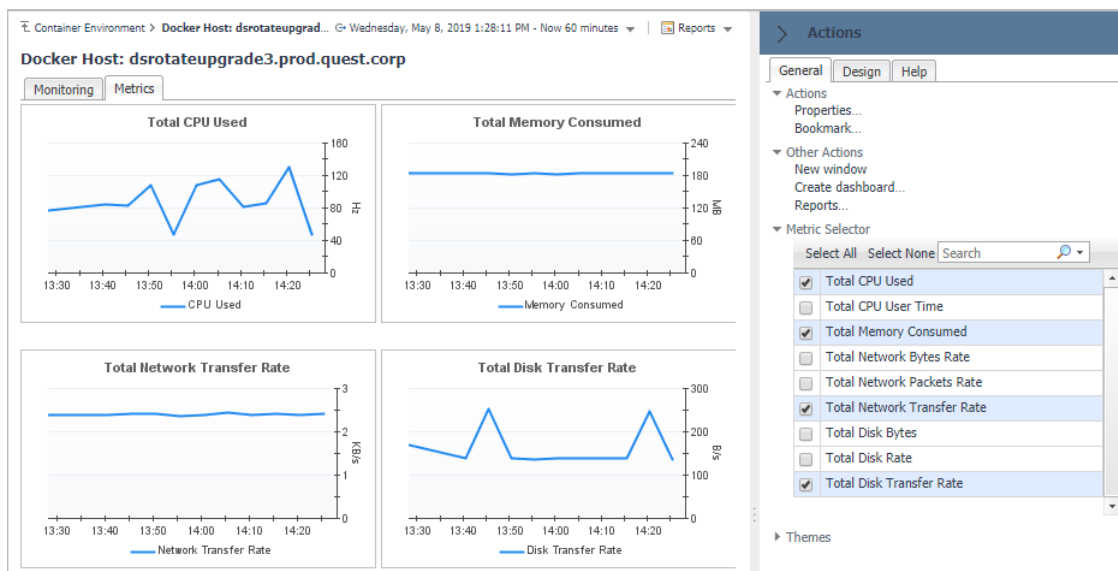 Container Environment > Docker Host: dsrotateupgrad... Wednesday, May 8, 2019 1:28:11 PM - Now 60 minutes Reports
Docker Host: dsrotateupgrade3.prod.quest.corp
Monitoring Metrics
Total CPU Used
160
120
80
40
0
Hz
13:30 13:40 13:50 14:00 14:10 14:20
CPU Used
Total Memory Consumed
240
180
120
60
0
MB
13:30 13:40 13:50 14:00 14:10 14:20
Memory Consumed
Total Network Transfer Rate
3
2
1
0
KB/s
13:30 13:40 13:50 14:00 14:10 14:20
Network Transfer Rate
Total Disk Transfer Rate
300
200
100
0
B/s
13:30 13:40 13:50 14:00 14:10 14:20
Disk Transfer Rate
Actions
General Design Help
Actions
Properties...
Bookmark...
Other Actions
New window
Create dashboard...
Reports...
Metric Selector
Select All Select None Search
Total CPU Used
Total CPU User Time
Total Memory Consumed
Total Network Bytes Rate
Total Network Packets Rate
Total Network Transfer Rate
Total Disk Bytes
Total Disk Rate
Total Disk Transfer Rate
Themes